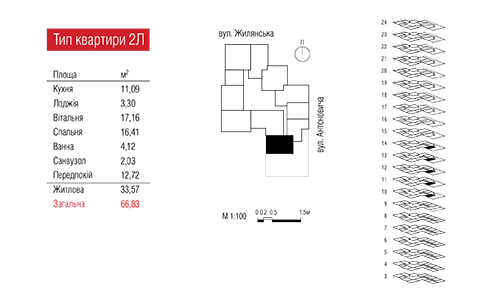 Тип квартири 2Л
Площа м²
Кухня 11,09
Лоджія 3,30
Вітальня 17,16
Спальня 16,41
Ванна 4,12
Санвузол 2,03
Передпокій 12,72
Житлова 33,57
Загальна 66,83
вул. Жилянська
П
вул. Антоновича
М 1:100
0 0.2 0.5 1.5м
24
23
22
21
20
19
18
17
16
15
14
13
12
11
10
9
8
7
6
5
4
3